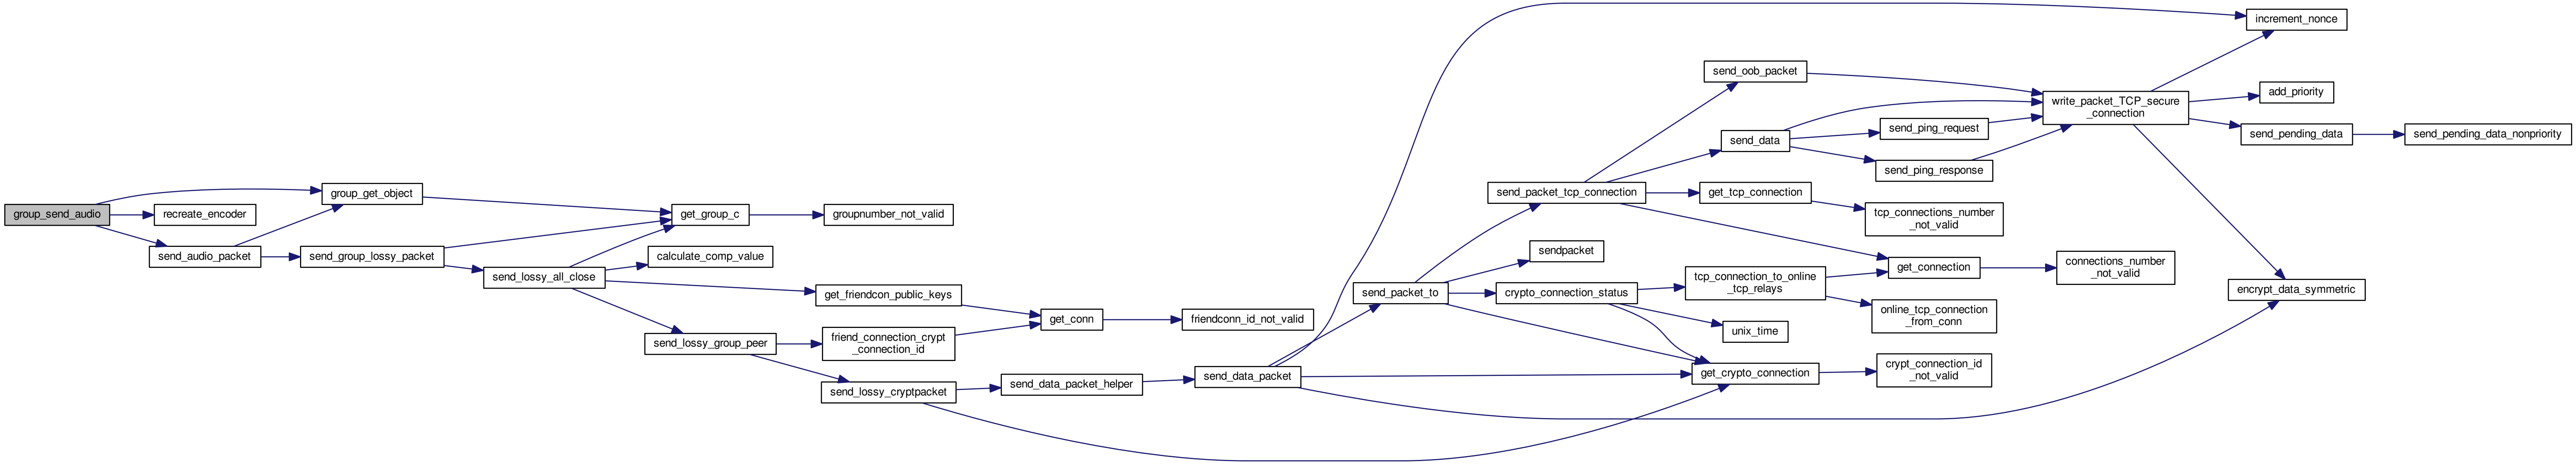 group_send_audio
group_get_object
recreate_encoder
send_audio_packet
send_group_lossy_packet
send_lossy_all_close
get_group_c
groupnumber_not_valid
calculate_comp_value
get_friendcon_public_keys
send_lossy_group_peer
friend_connection_crypt
_connection_id
send_lossy_cryptpacket
get_conn
friendconn_id_not_valid
send_data_packet_helper
send_data_packet
send_packet_to
send_packet_tcp_connection
sendpacket
crypto_connection_status
send_oob_packet
send_data
send_ping_request
send_ping_response
get_tcp_connection
tcp_connections_number
_not_valid
get_connection
connections_number
_not_valid
tcp_connection_to_online
_tcp_relays
online_tcp_connection
_from_conn
unix_time
get_crypto_connection
crypt_connection_id
_not_valid
write_packet_TCP_secure
_connection
increment_nonce
add_priority
send_pending_data
send_pending_data_nonpriority
encrypt_data_symmetric